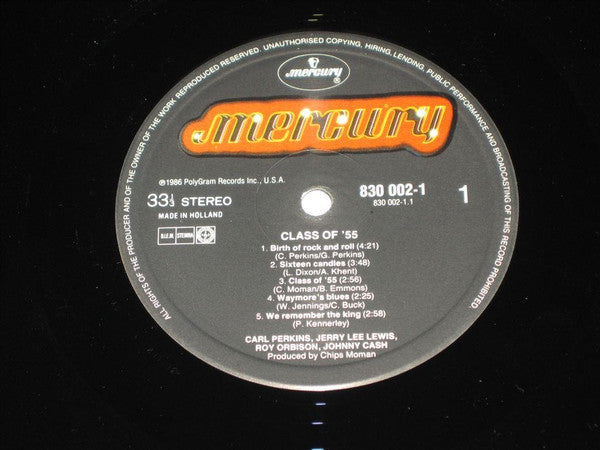 ALL RIGHTS OF THE PRODUCER AND OF THE OWNER OF THE WORK REPRODUCED RESERVED. UNAUTHORISED COPYING, HIRING, LENDING, PUBLIC PERFORMANCE AND BROADCASTING OF THIS RECORD PROHIBITED.
mercury
®
mercury
℗1986 PolyGram Records Inc., U.S.A.
33⅓ STEREO
MADE IN HOLLAND
830 002-1
830 002-1.1
1
B.I.E.M.
STEMRA
CLASS OF '55
1. Birth of rock and roll (4:21)
(C. Perkins/G. Perkins)
2. Sixteen candles (3:48)
(L. Dixon/A. Khent)
3. Class of '55 (2:56)
(C. Moman/B. Emmons)
4. Waymore's blues (2:25)
(W. Jennings/C. Buck)
5. We remember the king (2:58)
(P. Kennerley)
CARL PERKINS, JERRY LEE LEWIS,
ROY ORBISON, JOHNNY CASH
Produced by Chips Moman